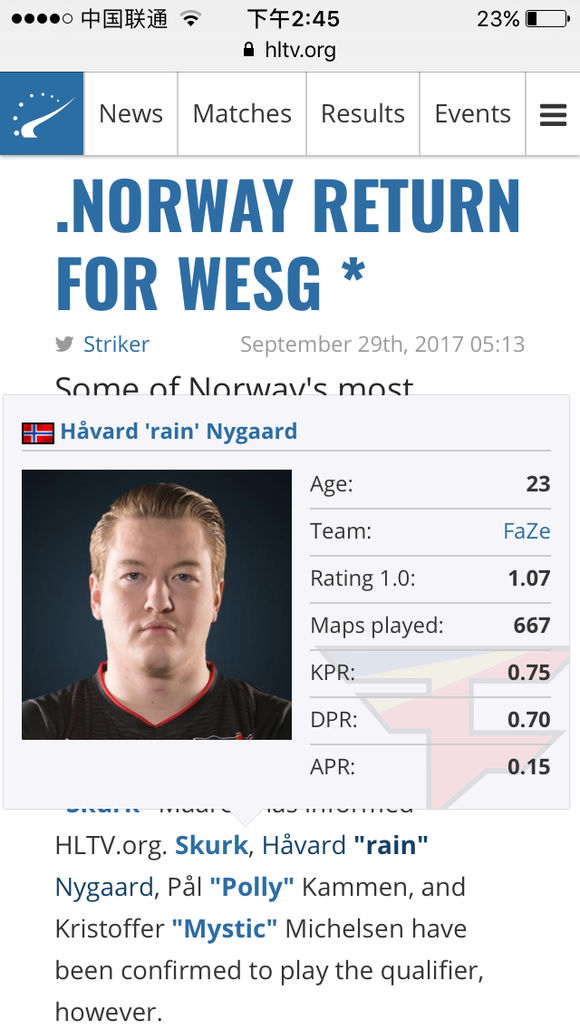 中国联通
下午2:45
23%
hltv.org
News
Matches
Results
Events
.NORWAY RETURN
FOR WESG *
Striker
September 29th, 2017 05:13
Some of Norway's most
Håvard 'rain' Nygaard
Age: 23
Team: FaZe
Rating 1.0: 1.07
Maps played: 667
KPR: 0.75
DPR: 0.70
APR: 0.15
"Skurk" has informed
HLTV.org. Skurk, Håvard "rain"
Nygaard, Pål "Polly" Kammen, and
Kristoffer "Mystic" Michelsen have
been confirmed to play the qualifier,
however.